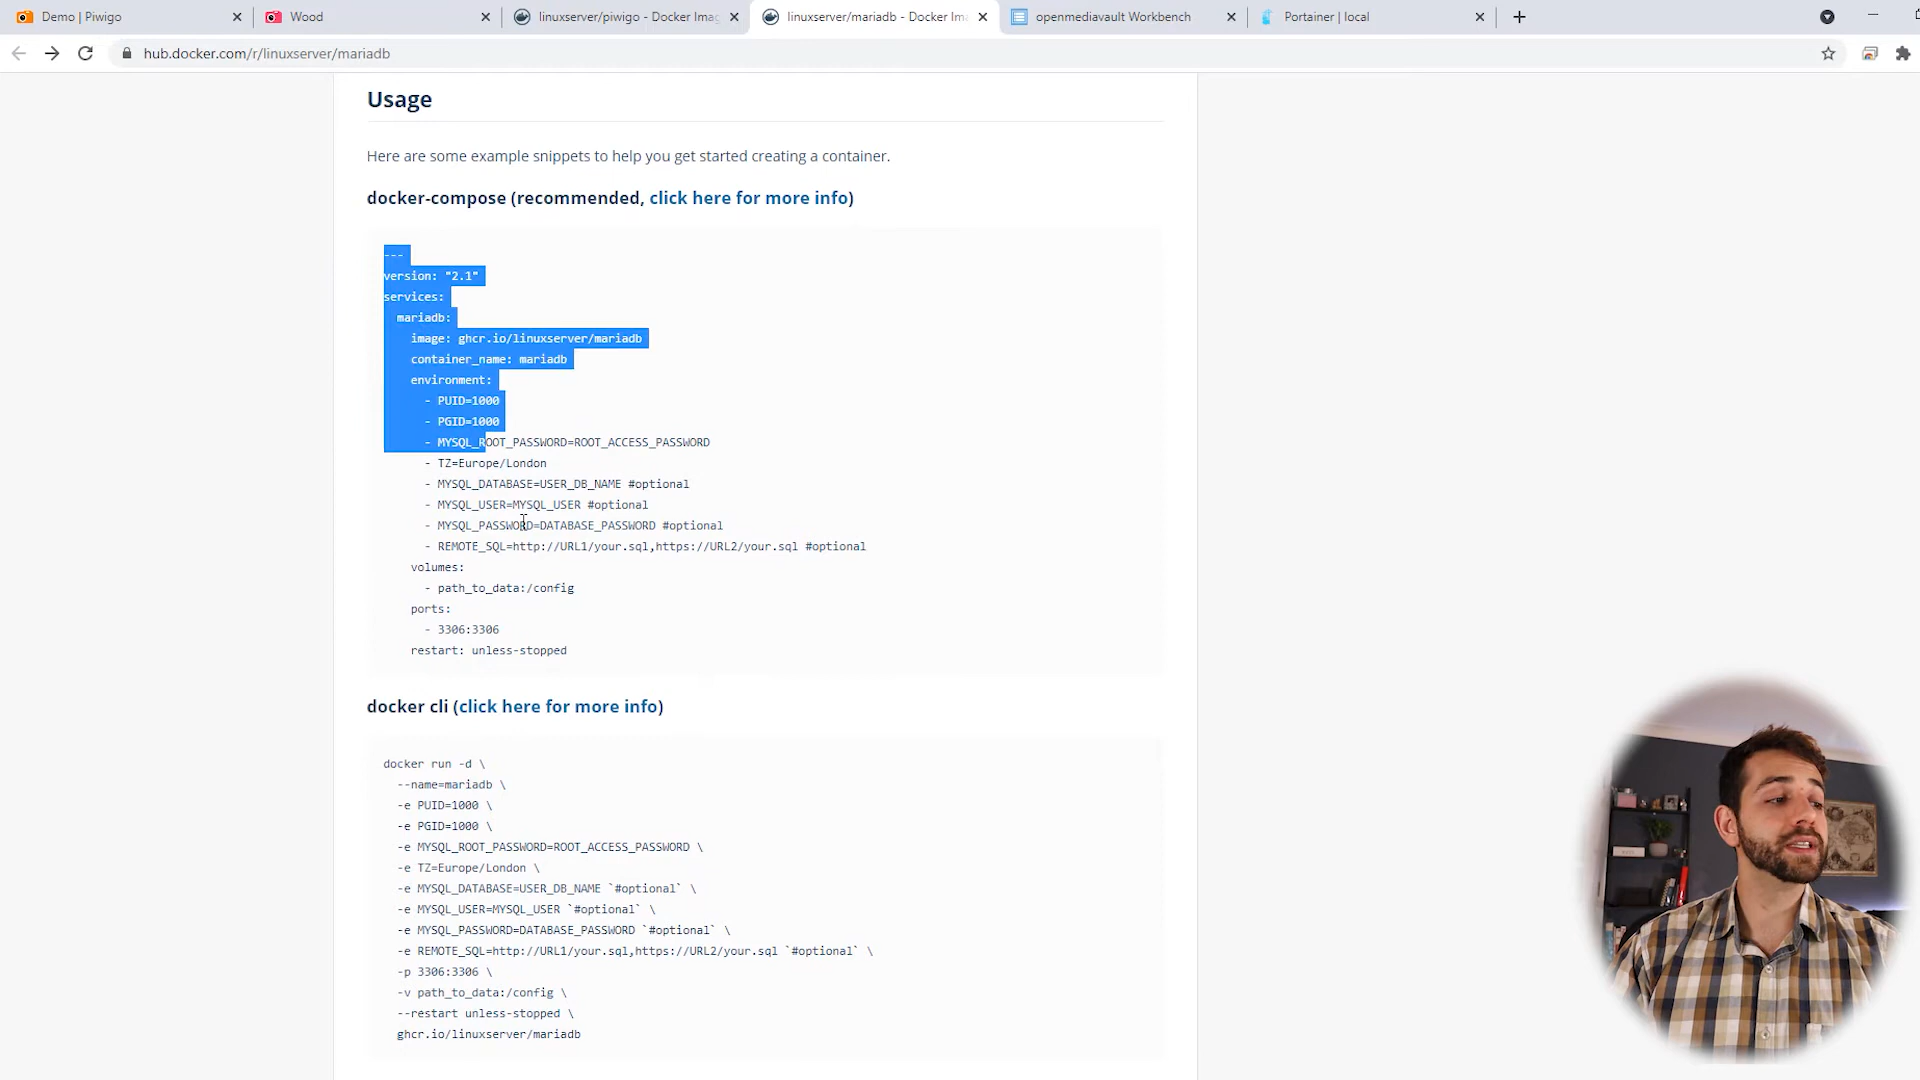 Demo | Piwigo
Wood
linuxserver/piwigo - Docker Imag
linuxserver/mariadb - Docker Ima
openmediavault Workbench
Portainer | local
hub.docker.com/r/linuxserver/mariadb
Usage
Here are some example snippets to help you get started creating a container.
docker-compose (recommended, click here for more info)
---
version: "2.1"
services:
  mariadb:
    image: ghcr.io/linuxserver/mariadb
    container_name: mariadb
    environment:
      - PUID=1000
      - PGID=1000
      - MYSQL_ROOT_PASSWORD=ROOT_ACCESS_PASSWORD
      - TZ=Europe/London
      - MYSQL_DATABASE=USER_DB_NAME #optional
      - MYSQL_USER=MYSQL_USER #optional
      - MYSQL_PASSWORD=DATABASE_PASSWORD #optional
      - REMOTE_SQL=http://URL1/your.sql,https://URL2/your.sql #optional
    volumes:
      - path_to_data:/config
    ports:
      - 3306:3306
    restart: unless-stopped
docker cli (click here for more info)
docker run -d \
  --name=mariadb \
  -e PUID=1000 \
  -e PGID=1000 \
  -e MYSQL_ROOT_PASSWORD=ROOT_ACCESS_PASSWORD \
  -e TZ=Europe/London \
  -e MYSQL_DATABASE=USER_DB_NAME `#optional` \
  -e MYSQL_USER=MYSQL_USER `#optional` \
  -e MYSQL_PASSWORD=DATABASE_PASSWORD `#optional` \
  -e REMOTE_SQL=http://URL1/your.sql,https://URL2/your.sql `#optional` \
  -p 3306:3306 \
  -v path_to_data:/config \
  --restart unless-stopped \
  ghcr.io/linuxserver/mariadb